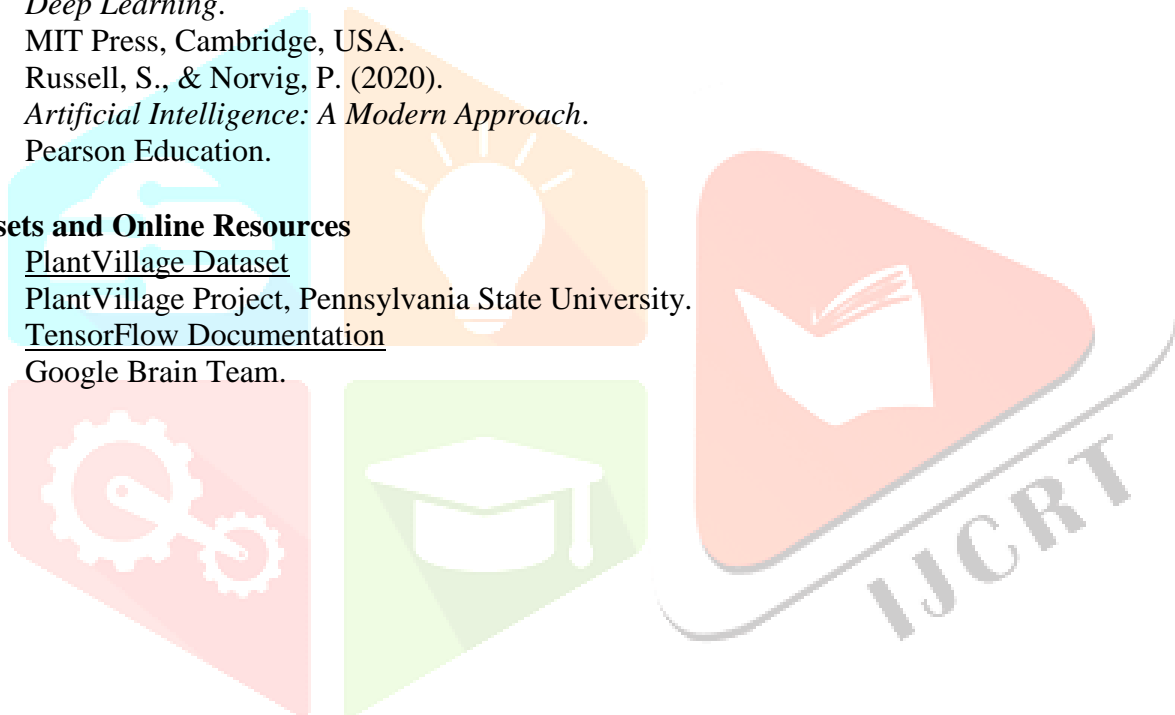 Deep Learning.
MIT Press, Cambridge, USA.
Russell, S., & Norvig, P. (2020).
Artificial Intelligence: A Modern Approach.
Pearson Education.
sets and Online Resources
PlantVillage Dataset
PlantVillage Project, Pennsylvania State University.
TensorFlow Documentation
Google Brain Team.
IJCRT